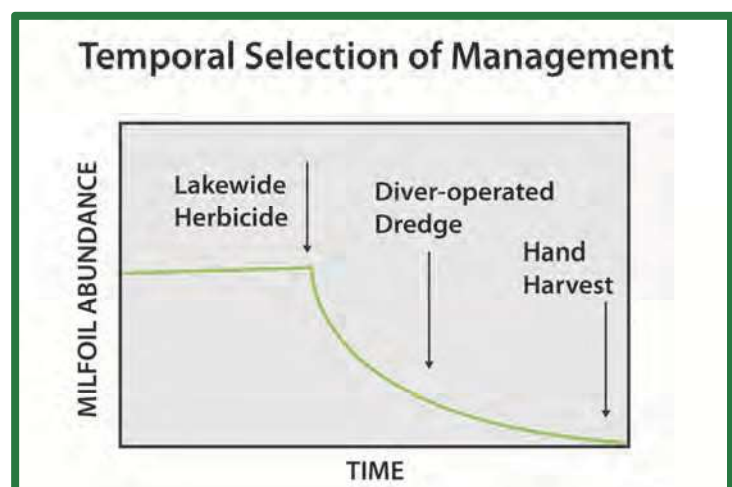 Temporal Selection of Management
MILFOIL ABUNDANCE
Lakewide
Herbicide
Diver-operated
Dredge
Hand
Harvest
TIME